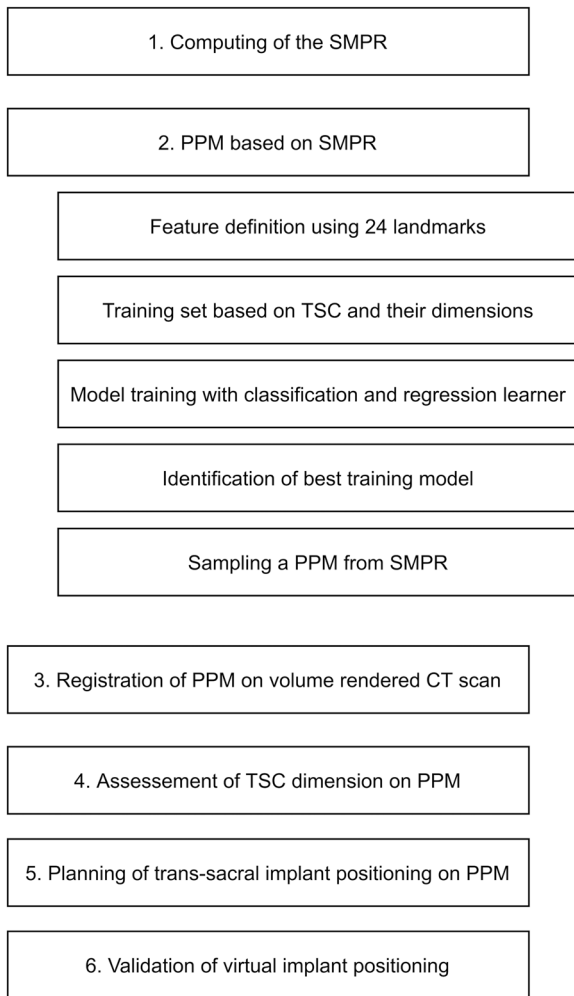 1. Computing of the SMPR
2. PPM based on SMPR
Feature definition using 24 landmarks
Training set based on TSC and their dimensions
Model training with classification and regression learner
Identification of best training model
Sampling a PPM from SMPR
3. Registration of PPM on volume rendered CT scan
4. Assessement of TSC dimension on PPM
5. Planning of trans-sacral implant positioning on PPM
6. Validation of virtual implant positioning